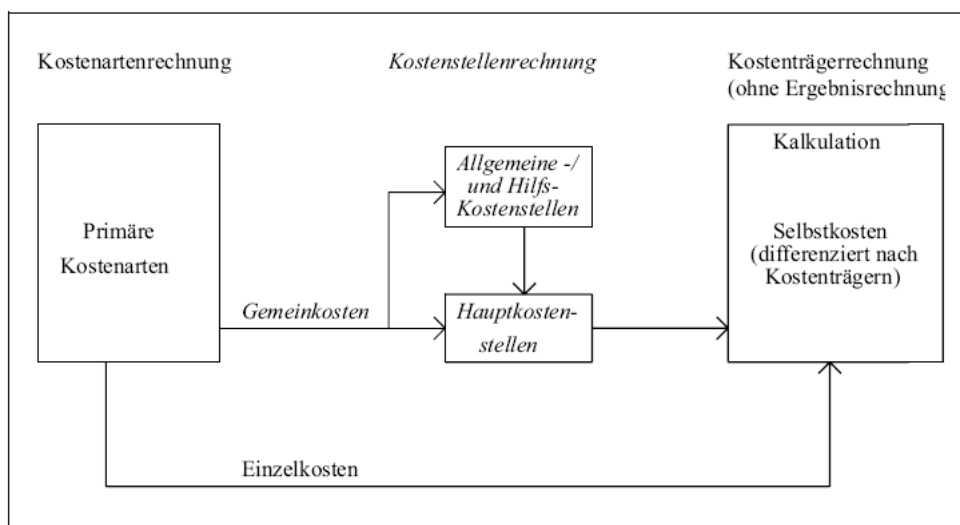 Kostenartenrechnung
Kostenstellenrechnung
Kostenträgerrechnung
(ohne Ergebnisrechnung
Primäre
Kostenarten
Gemeinkosten
Allgemeine -/
und Hilfs-
Kostenstellen
Hauptkosten-
stellen
Kalkulation
Selbstkosten
(differenziert nach
Kostenträgern)
Einzelkosten